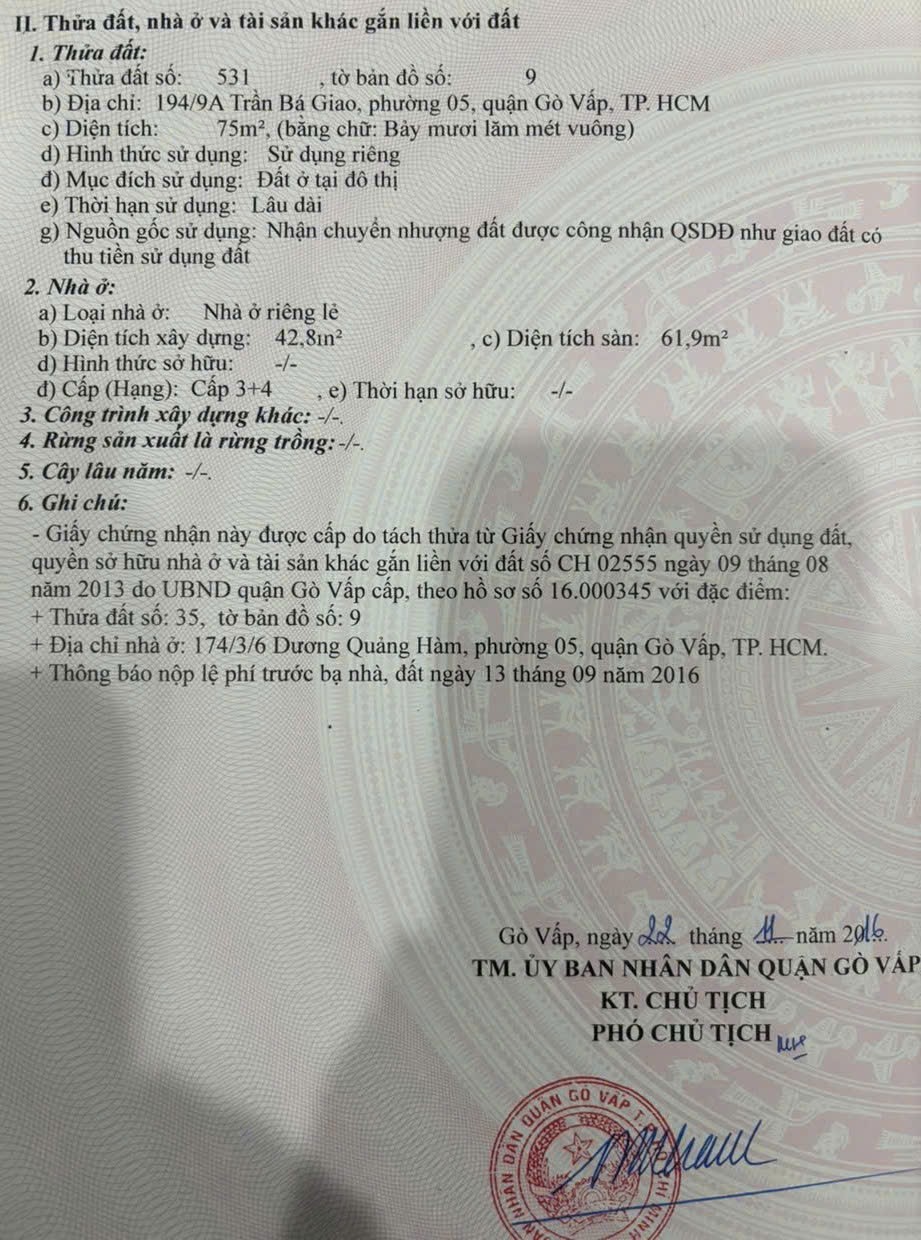 II. Thửa đất, nhà ở và tài sản khác gắn liền với đất
1. Thửa đất:
a) Thửa đất số: 531 , tờ bản đồ số: 9
b) Địa chỉ: 194/9A Trần Bá Giao, phường 05, quận Gò Vấp, TP. HCM
c) Diện tích: 75m², (bằng chữ: Bảy mươi lăm mét vuông)
d) Hình thức sử dụng: Sử dụng riêng
đ) Mục đích sử dụng: Đất ở tại đô thị
e) Thời hạn sử dụng: Lâu dài
g) Nguồn gốc sử dụng: Nhận chuyển nhượng đất được công nhận QSDĐ như giao đất có
thu tiền sử dụng đất
2. Nhà ở:
a) Loại nhà ở: Nhà ở riêng lẻ
b) Diện tích xây dựng: 42,8m² , c) Diện tích sàn: 61,9m²
d) Hình thức sở hữu: -/-
đ) Cấp (Hạng): Cấp 3+4 , e) Thời hạn sở hữu: -/-
3. Công trình xây dựng khác: -/-.
4. Rừng sản xuất là rừng trồng: -/-.
5. Cây lâu năm: -/-.
6. Ghi chú:
- Giấy chứng nhận này được cấp do tách thửa từ Giấy chứng nhận quyền sử dụng đất,
quyền sở hữu nhà ở và tài sản khác gắn liền với đất số CH 02555 ngày 09 tháng 08
năm 2013 do UBND quận Gò Vấp cấp, theo hồ sơ số 16.000345 với đặc điểm:
+ Thửa đất số: 35, tờ bản đồ số: 9
+ Địa chỉ nhà ở: 174/3/6 Dương Quảng Hàm, phường 05, quận Gò Vấp, TP. HCM.
+ Thông báo nộp lệ phí trước bạ nhà, đất ngày 13 tháng 09 năm 2016
Gò Vấp, ngày 22 tháng 11 năm 2016.
TM. ỦY BAN NHÂN DÂN QUẬN GÒ VẤP
KT. CHỦ TỊCH
PHÓ CHỦ TỊCH
NHÂN DÂN QUẬN GÒ VẤP T.